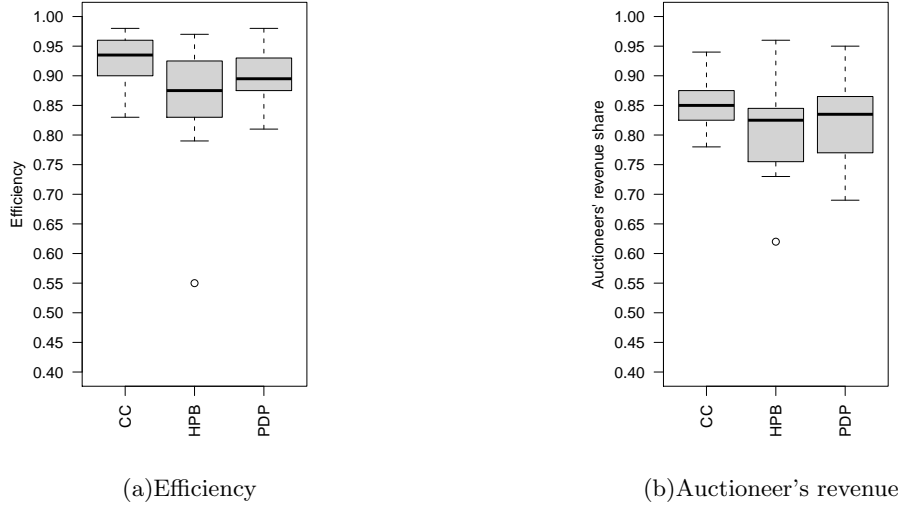 Efficiency
1.00
0.95
0.90
0.85
0.80
0.75
0.70
0.65
0.60
0.55
0.50
0.45
0.40
CC
HPB
PDP
(a)Efficiency
Auctioneers' revenue share
1.00
0.95
0.90
0.85
0.80
0.75
0.70
0.65
0.60
0.55
0.50
0.45
0.40
CC
HPB
PDP
(b)Auctioneer's revenue